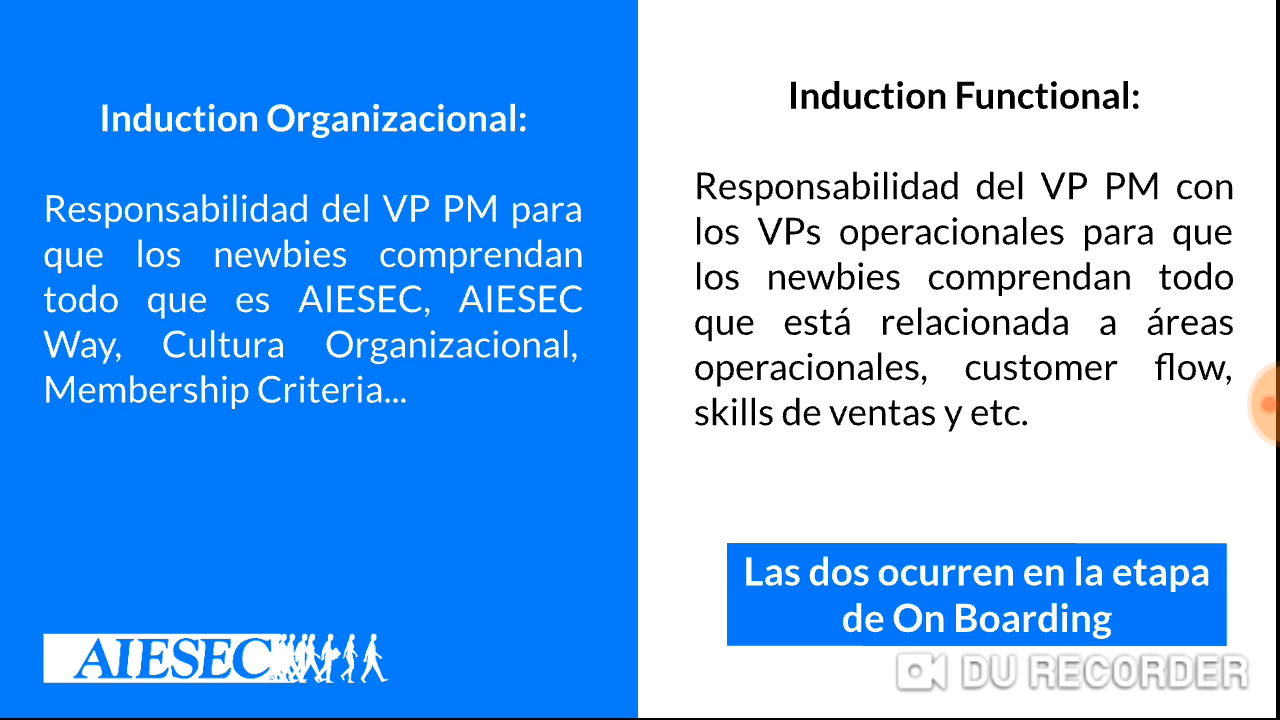 Induction Organizacional:
Responsabilidad del VP PM para
que los newbies comprendan
todo que es AIESEC, AIESEC
Way, Cultura Organizacional,
Membership Criteria...
AIESEC
Induction Functional:
Responsabilidad del VP PM con
los VPs operacionales para que
los newbies comprendan todo
que está relacionada a áreas
operacionales, customer flow,
skills de ventas y etc.
Las dos ocurren en la etapa
de On Boarding
DU RECORDER